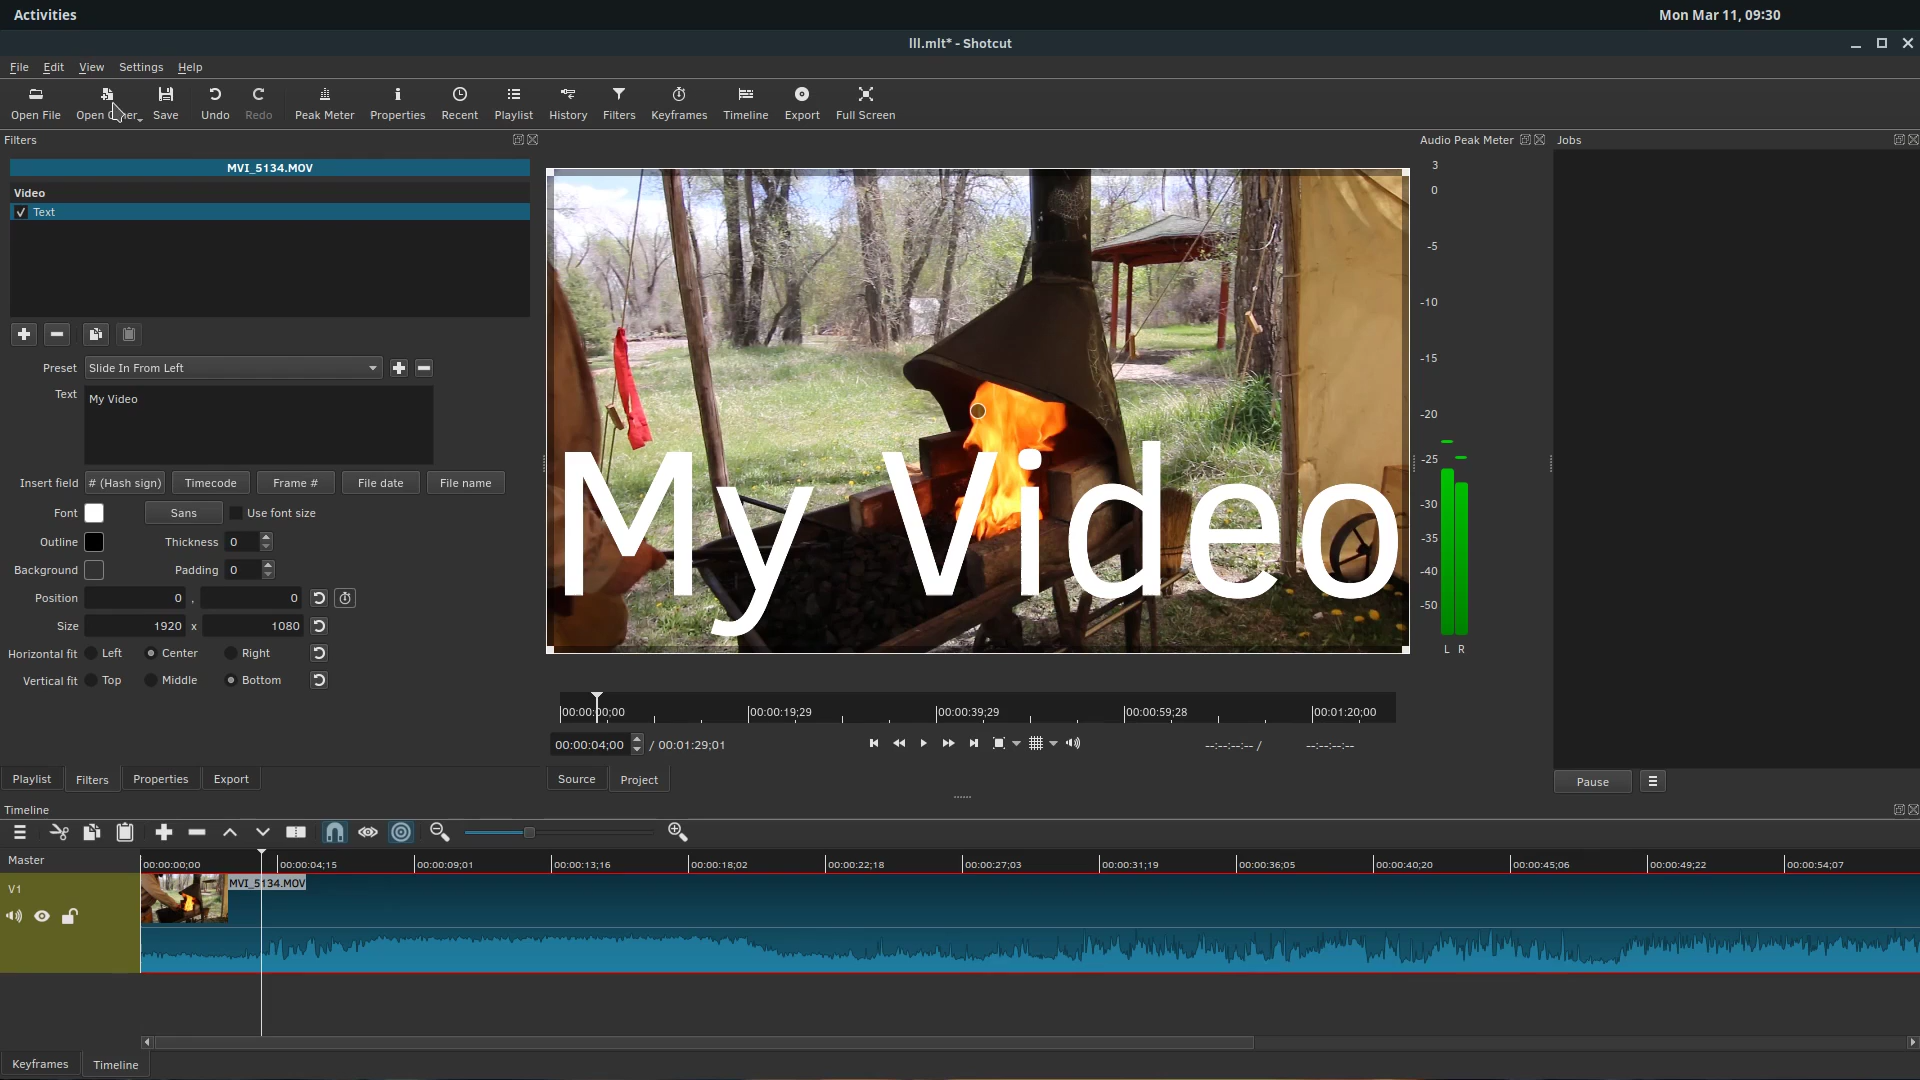 Activities
Mon Mar 11, 09:30
lll.mlt* - Shotcut
File Edit View Settings Help
Open File
Save Undo Redo Peak Meter Properties Recent Playlist History Filters Keyframes Timeline Export Full Screen
Filters
Audio Peak Meter
Jobs
MVI_5134.MOV
Video
Text
Preset Slide In From Left
Text My Video
Insert field # (Hash sign) Timecode Frame # File date File name
Font Sans Use font size
Outline Thickness 0
Background Padding 0
Position 0 , 0
Size 1920 x 1080
Horizontal fit Left Center Right
Vertical fit Top Middle Bottom
My Video
3
0
-5
-10
-15
-20
-25
-30
-35
-40
-50
L R
00:00:00;00 00:00:19;29 00:00:39;29 00:00:59;28 00:01:20;00
00:00:04;00 / 00:01:29;01
--:--:--:-- / --:--:--:--
Playlist Filters Properties Export
Source Project
Pause
Timeline
Master
00:00:00;00 00:00:04;15 00:00:09;01 00:00:13;16 00:00:18;02 00:00:22;18 00:00:27;03 00:00:31;19 00:00:36;05 00:00:40;20 00:00:45;06 00:00:49;22 00:00:54;07
V1
MVI_5134.MOV
Keyframes Timeline